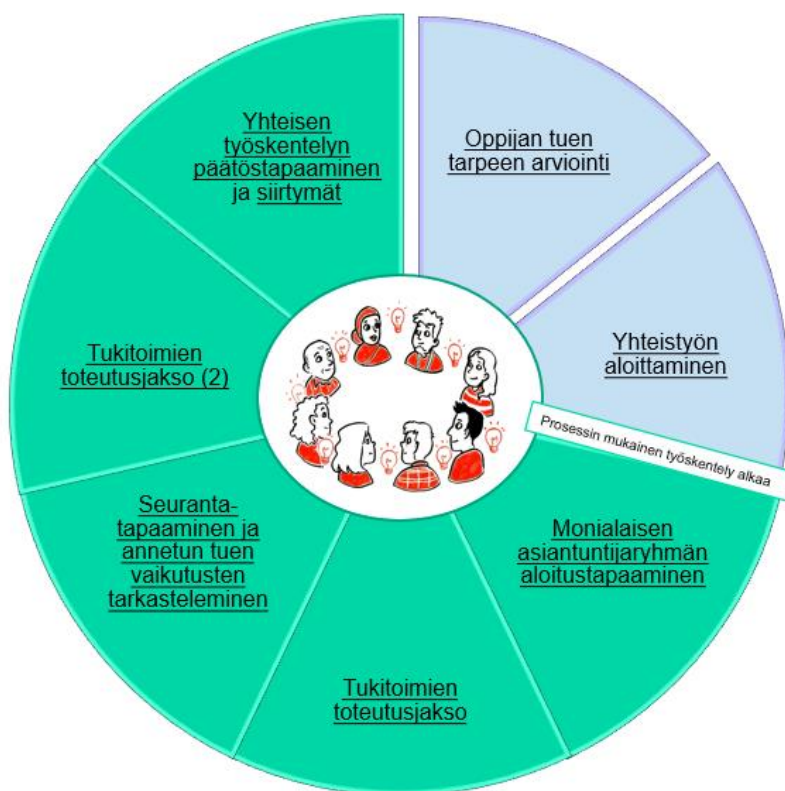 Oppijan tuen
tarpeen arviointi
Yhteistyön
aloittaminen
Prosessin mukainen työskentely alkaa
Monialaisen
asiantuntijaryhmän
aloitustapaaminen
Tukitoimien
toteutusjakso
Seuranta-
tapaaminen ja
annetun tuen
vaikutusten
tarkasteleminen
Tukitoimien
toteutusjakso (2)
Yhteisen
työskentelyn
päätöstapaaminen
ja siirtymät